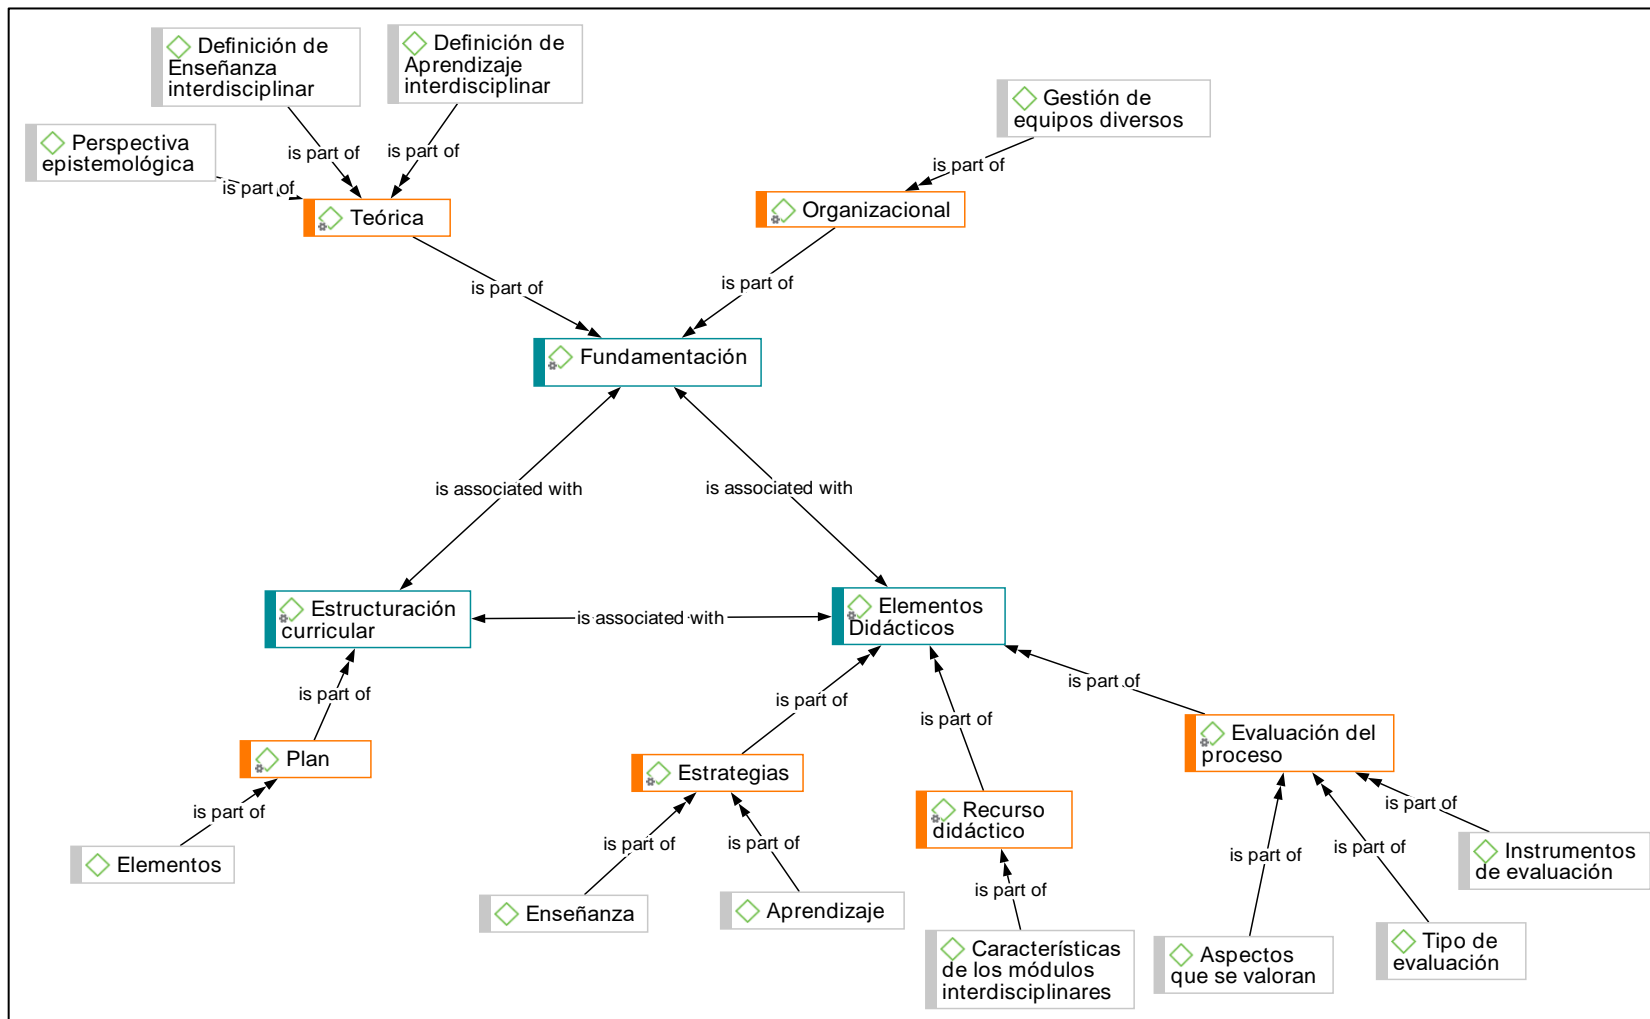 Definición de
Enseñanza
interdisciplinar
Definición de
Aprendizaje
interdisciplinar
Gestión de
equipos diversos
Perspectiva
epistemológica
is part of
is part of
is part of
is part of
Teórica
Organizacional
is part of
is part of
Fundamentación
is associated with
is associated with
Estructuración
curricular
is associated with
Elementos
Didácticos
is part of
is part of
is part of
is part of
Plan
Estrategias
Recurso
didáctico
Evaluación del
proceso
is part of
is part of
is part of
is part of
is part of
is part of
is part of
Elementos
Enseñanza
Aprendizaje
Características
de los módulos
interdisciplinares
Aspectos
que se valoran
Tipo de
evaluación
Instrumentos
de evaluación